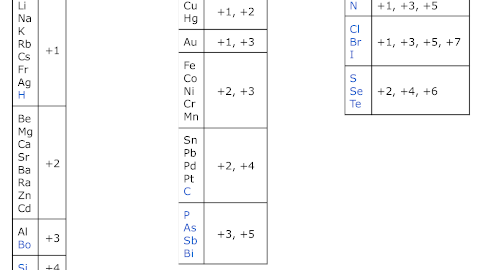 Li
Na
K
Rb
Cs
Fr
Ag
H
+1
Be
Mg
Ca
Sr
Ba
Ra
Zn
Cd
+2
Al
Bo
+3
Si
+4
Cu
Hg
+1, +2
Au
+1, +3
Fe
Co
Ni
Cr
Mn
+2, +3
Sn
Pb
Pd
Pt
C
+2, +4
P
As
Sb
Bi
+3, +5
N
+1, +3, +5
Cl
Br
I
+1, +3, +5, +7
S
Se
Te
+2, +4, +6